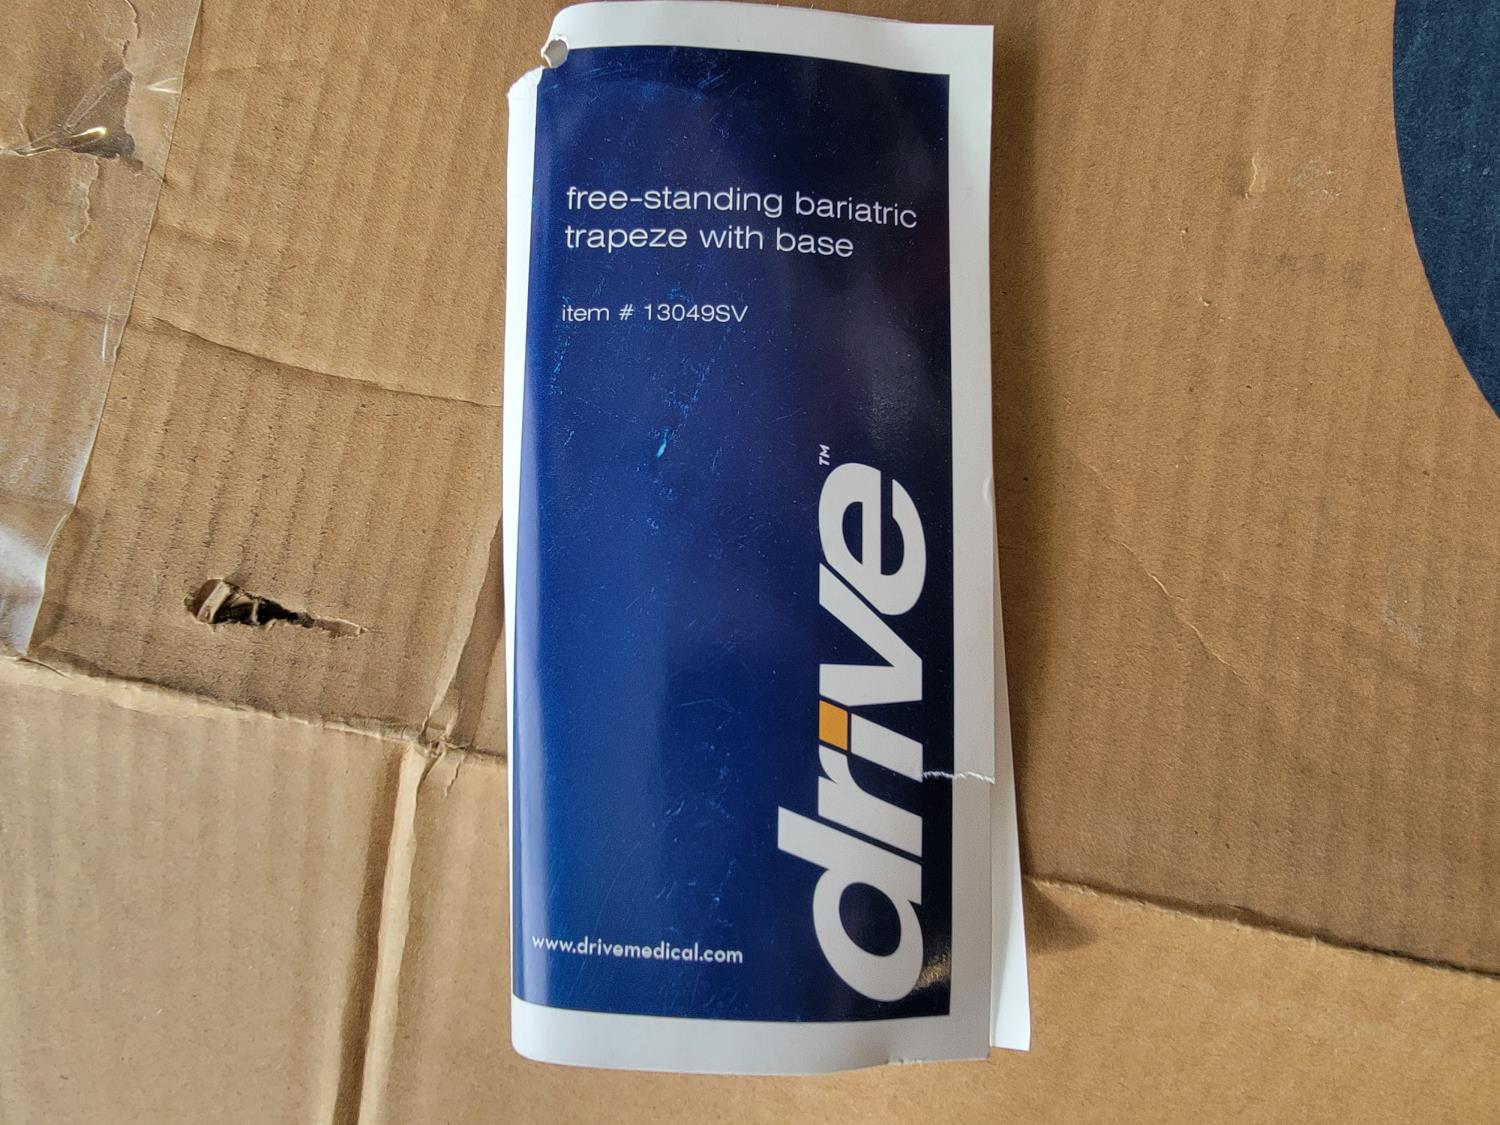 free-standing bariatric
trapeze with base
item # 13049SV
drive™
www.drivemedical.com